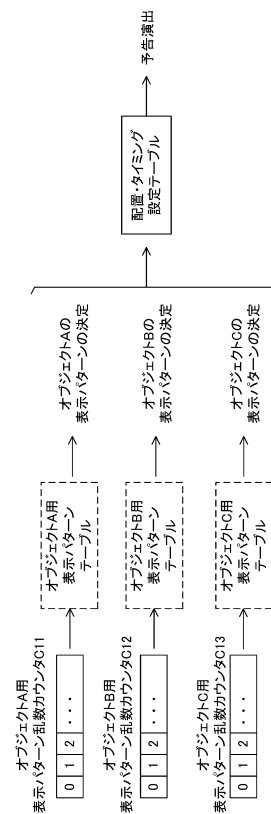 オブジェクトA用
表示パターン乱数カウンタC11
0 1 2 ・・・
オブジェクトA用
表示パターン
テーブル
オブジェクトAの
表示パターンの決定
オブジェクトB用
表示パターン乱数カウンタC12
0 1 2 ・・・
オブジェクトB用
表示パターン
テーブル
オブジェクトBの
表示パターンの決定
オブジェクトC用
表示パターン乱数カウンタC13
0 1 2 ・・・
オブジェクトC用
表示パターン
テーブル
オブジェクトCの
表示パターンの決定
配置・タイミング
設定テーブル
予告演出